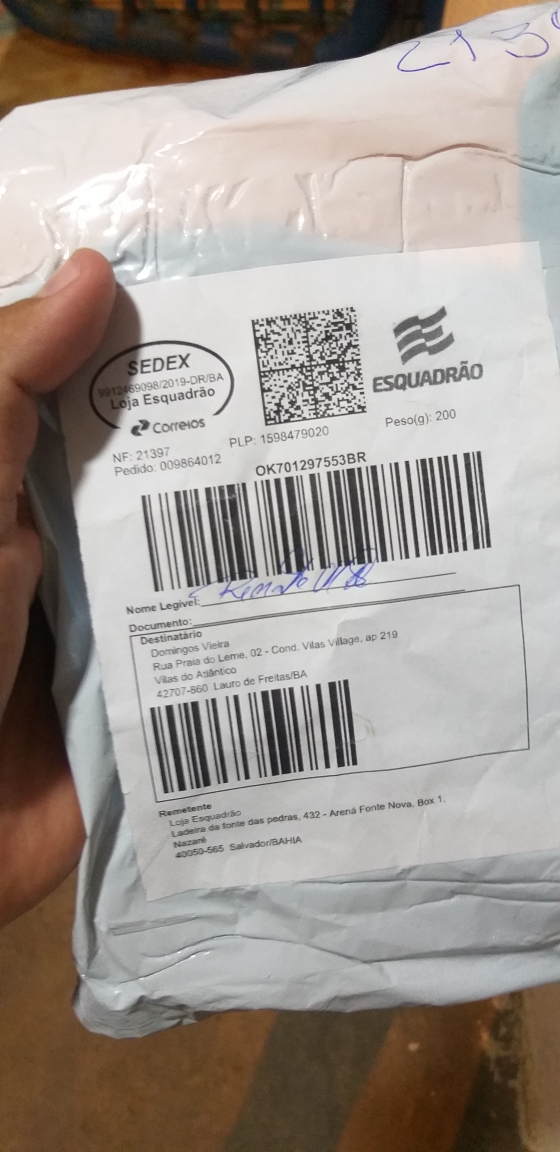 SEDEX
9912469098/2019-DR/BA
Loja Esquadrão
Correios
ESQUADRÃO
NF: 21397
PLP: 1598479020
Peso(g): 200
Pedido: 009864012
OK701297553BR
Nome Legível:
Documento:
Destinatário
Domingos Vieira
Rua Praia do Leme, 02 - Cond. Vilas Village, ap 219
Vilas do Atlântico
42707-860 Lauro de Freitas/BA
Remetente
Loja Esquadrão
Ladeira da fonte das pedras, 432 - Arena Fonte Nova, Box 1.
Nazaré
40050-565 Salvador/BAHIA